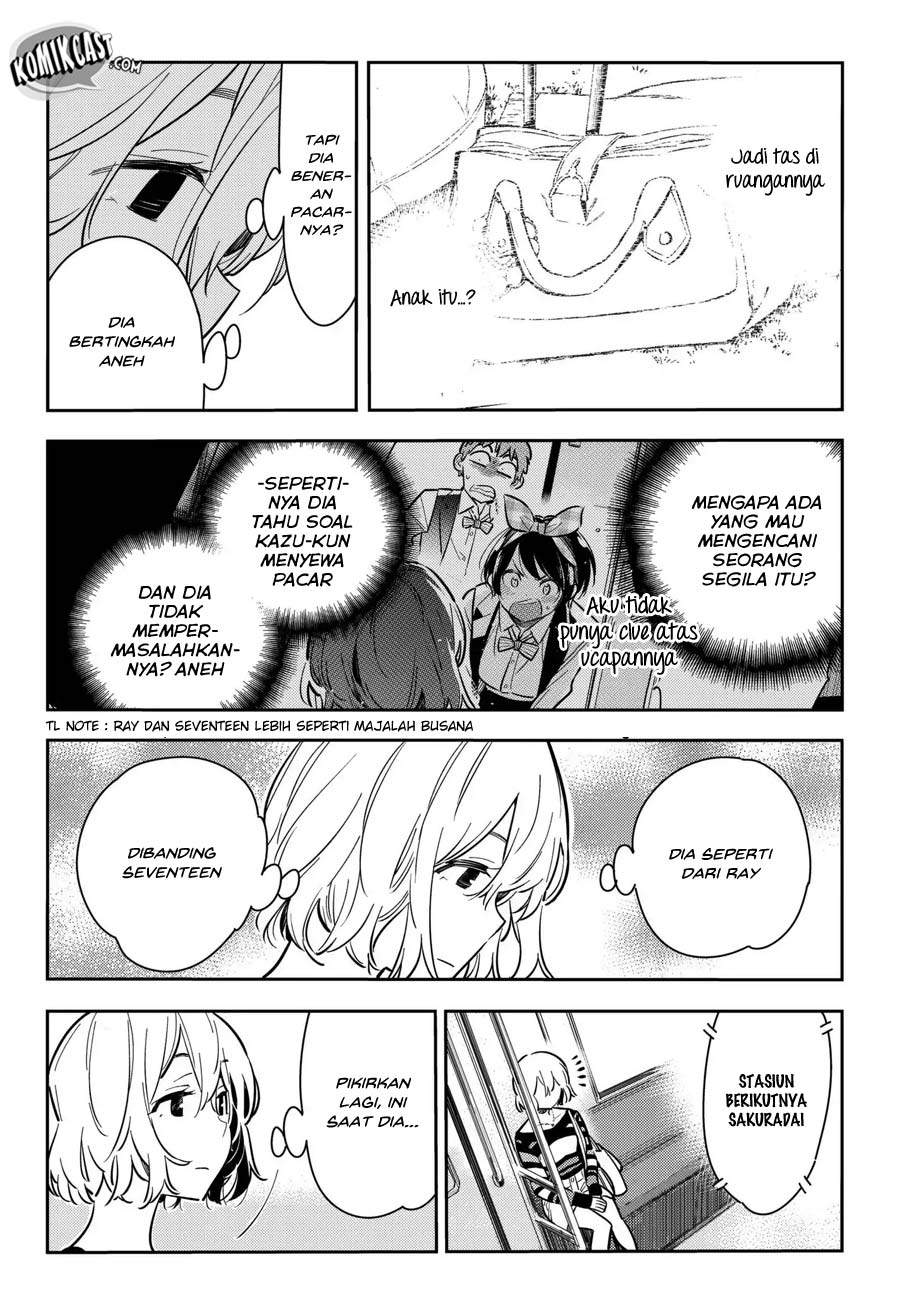 KOMIKCAST.COM
Jadi tas di
ruangannya
Anak itu...?
TAPI
DIA
BENER-
AN
PACAR-
NYA?
DIA
BERTINGKAH
ANEH
MENGAPA ADA
YANG MAU
MENGENCANI
SEORANG
SEGILA ITU?
Aku tidak
punya clue atas
ucapannya
-SEPERTI-
NYA DIA
TAHU SOAL
KAZU-KUN
MENYEWA
PACAR
DAN DIA
TIDAK
MEMPER-
MASALAHKAN-
NYA? ANEH
TL NOTE : RAY DAN SEVENTEEN LEBIH SEPERTI MAJALAH BUSANA
DIA SEPERTI
DARI RAY
DIBANDING
SEVENTEEN
STASIUN
BERIKUTNYA
SAKURADAI
PIKIRKAN
LAGI, INI
SAAT DIA...